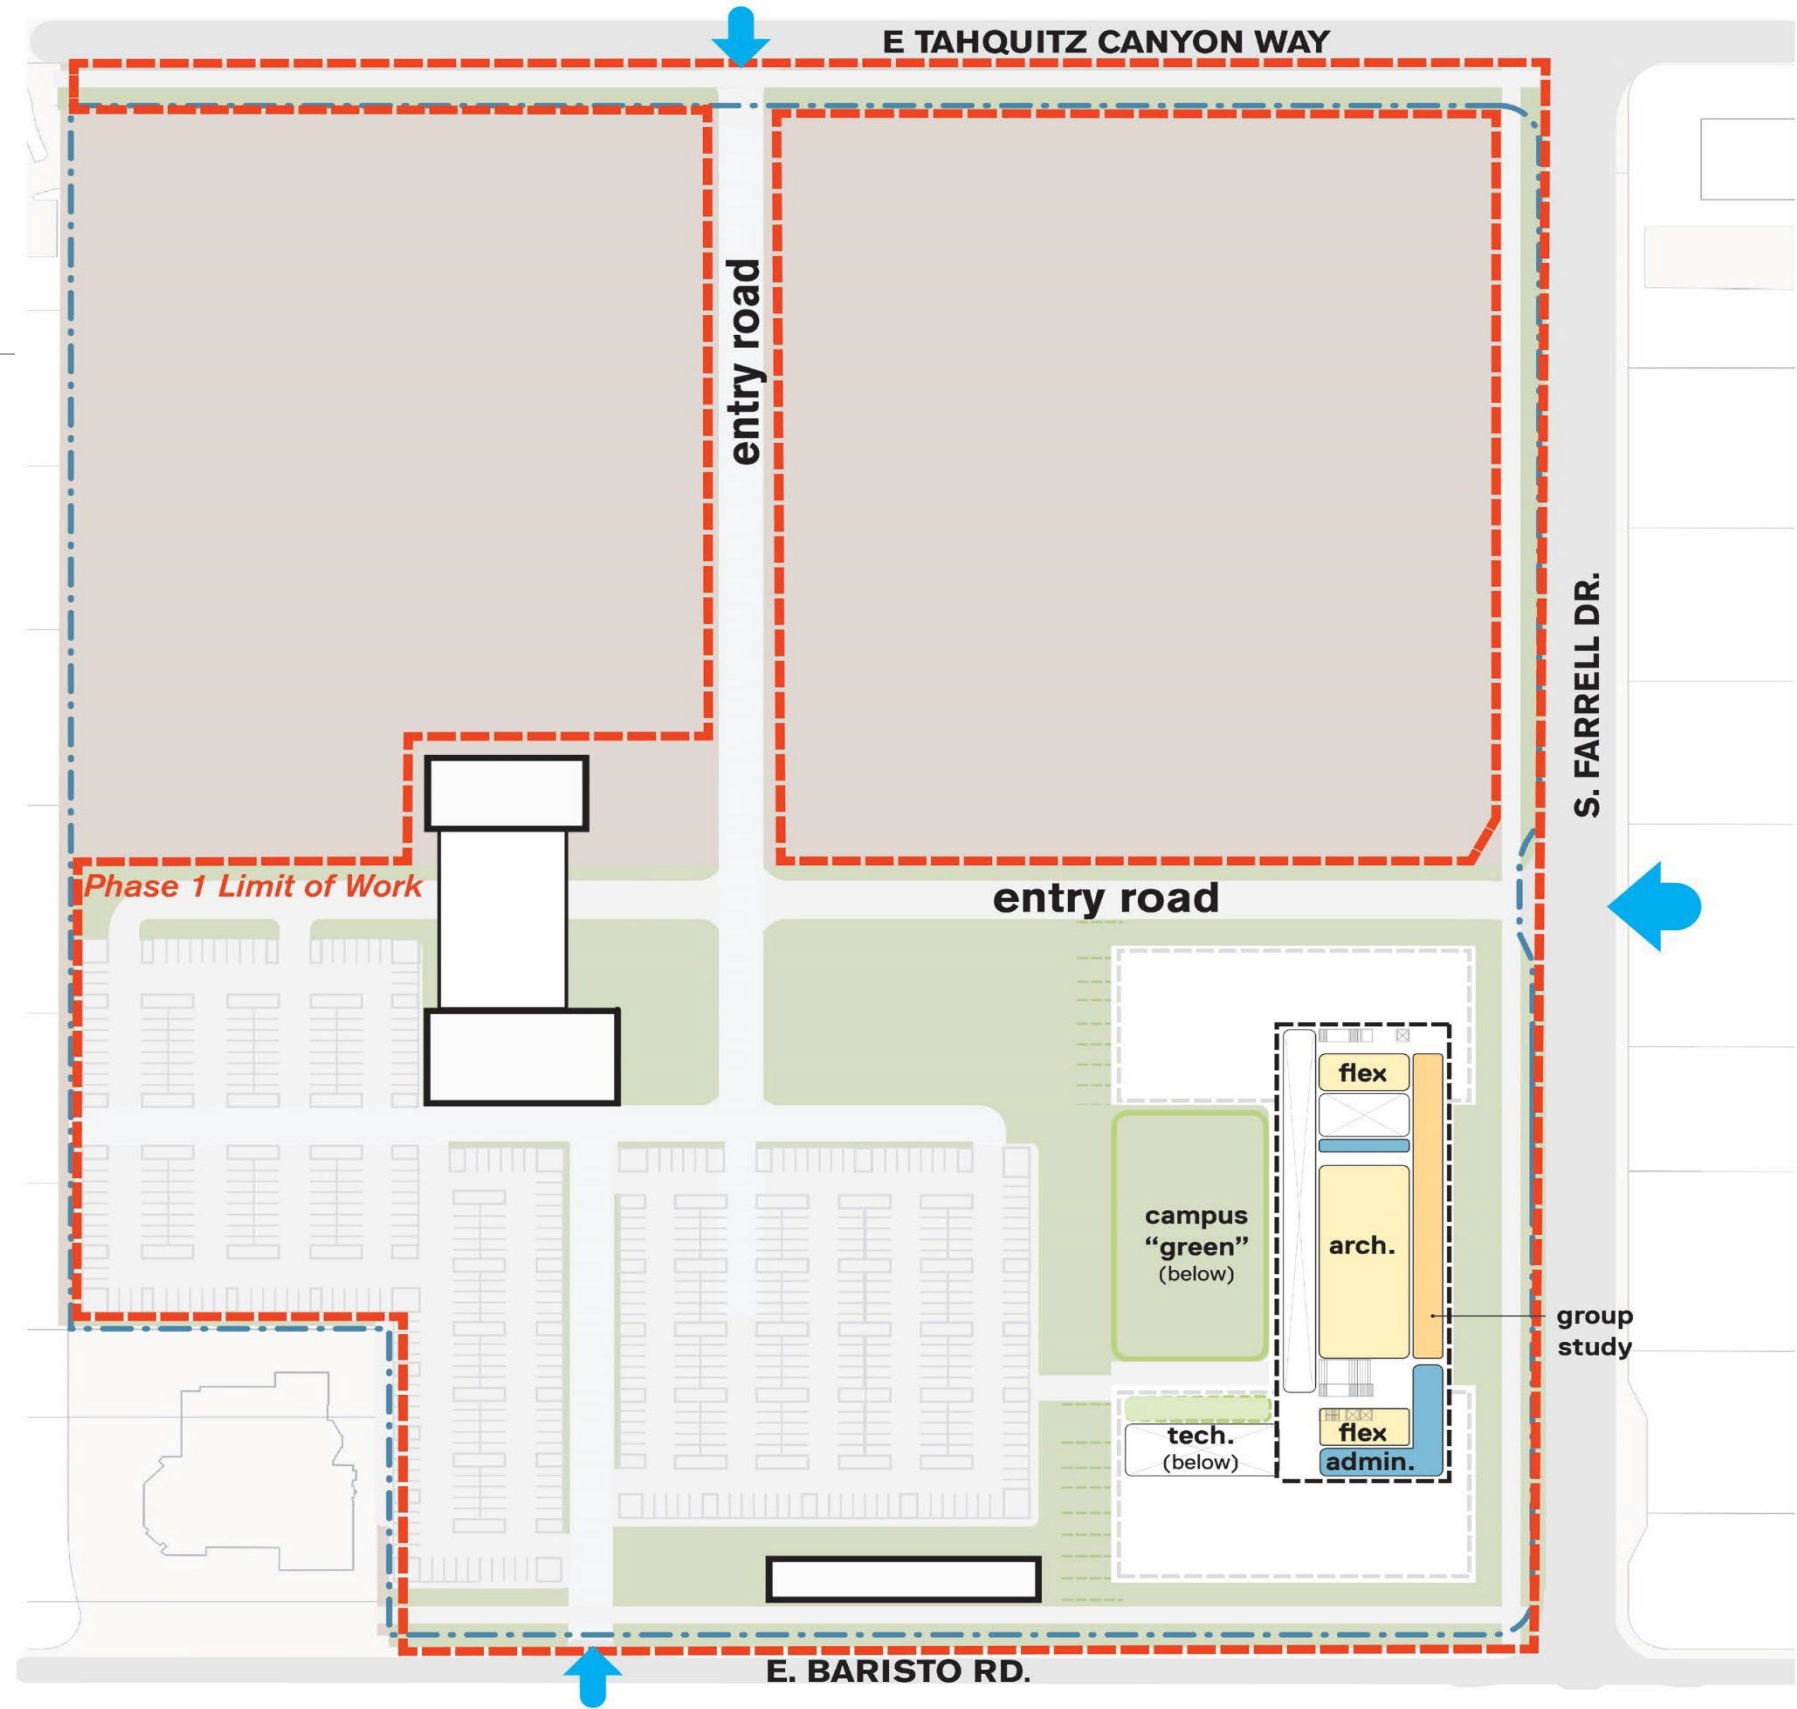 E TAHQUITZ CANYON WAY
entry road
S. FARRELL DR.
Phase 1 Limit of Work
entry road
flex
campus
“green”
(below)
arch.
group
study
tech.
(below)
flex
admin.
E. BARISTO RD.